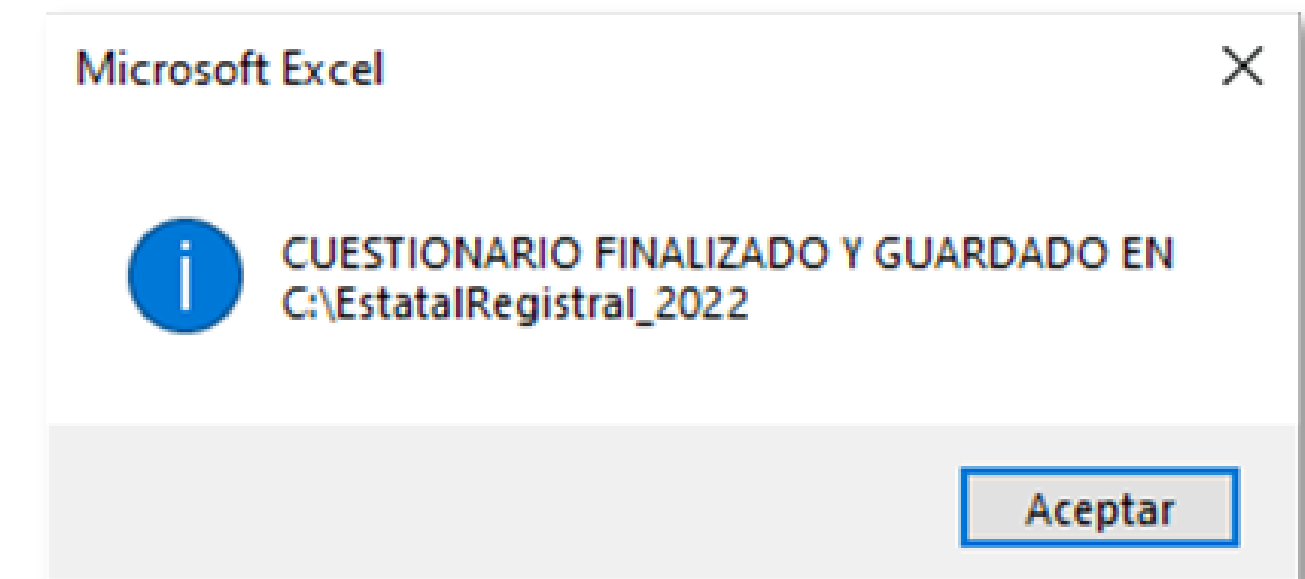 Microsoft Excel
CUESTIONARIO FINALIZADO Y GUARDADO EN
C:\EstatalRegistral_2022
Aceptar